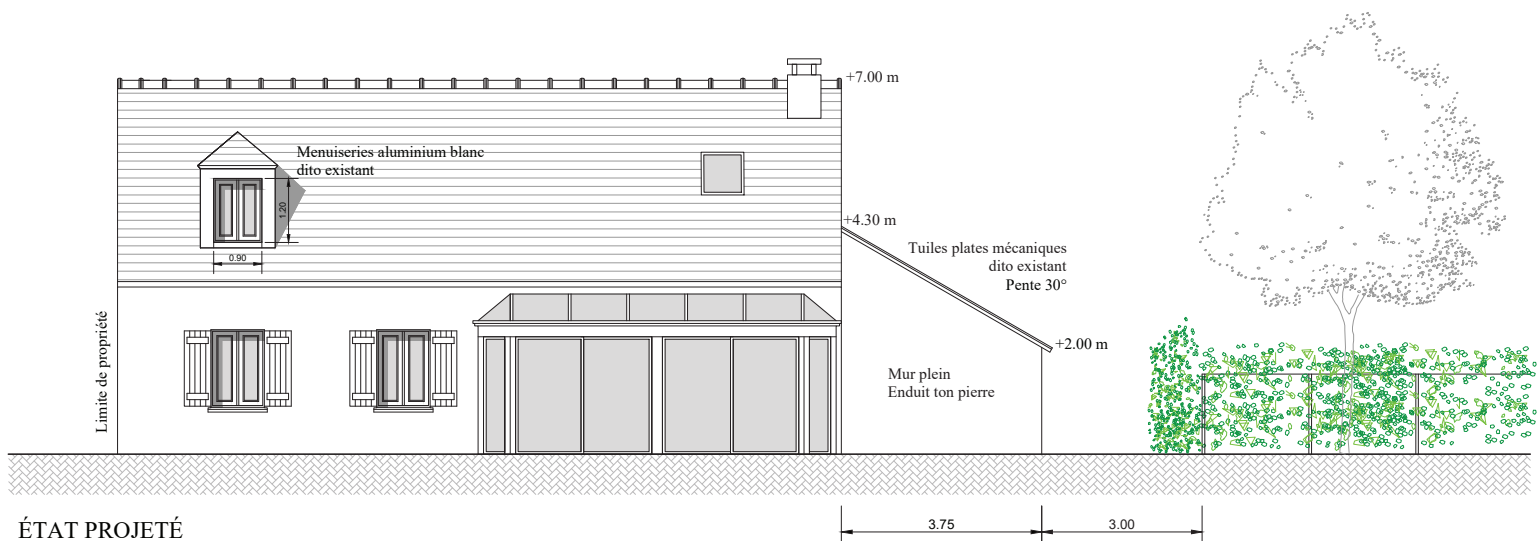 +7.00 m
Menuiseries aluminium blanc
dito existant
1.20
0.90
+4.30 m
Tuiles plates mécaniques
dito existant
Pente 30°
Limite de propriété
+2.00 m
Mur plein
Enduit ton pierre
3.75
3.00
ÉTAT PROJETÉ